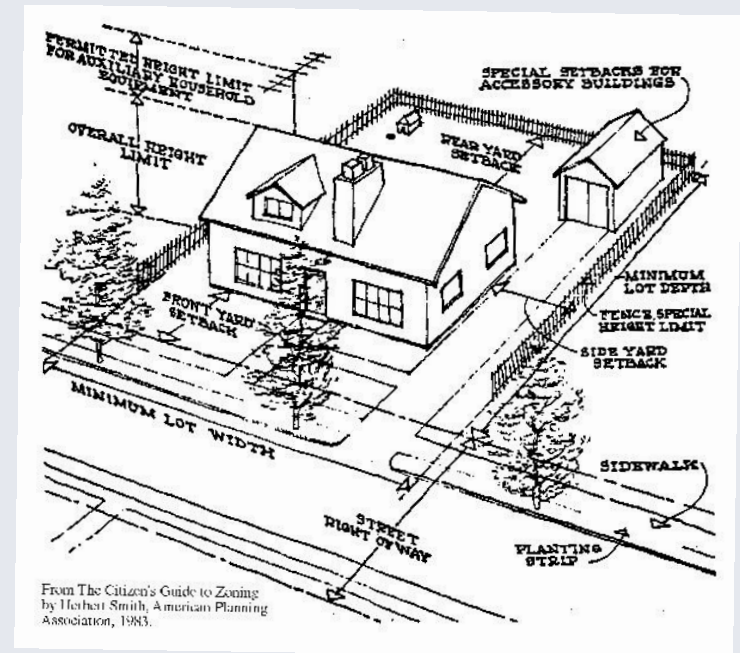 PERMITTED HEIGHT LIMIT
FOR AUXILIARY HOUSEHOLD
EQUIPMENT
OVERALL HEIGHT
LIMIT
SPECIAL SETBACKS FOR
ACCESSORY BUILDINGS
REAR YARD
SETBACK
FRONT YARD
SETBACK
MINIMUM
LOT DEPTH
FENCE, SPECIAL
HEIGHT LIMIT
SIDE YARD
SETBACK
MINIMUM LOT WIDTH
SIDEWALK
STREET
RIGHT OF WAY
PLANTING
STRIP
From The Citizen's Guide to Zoning
by Herbert Smith, American Planning
Association, 1983.